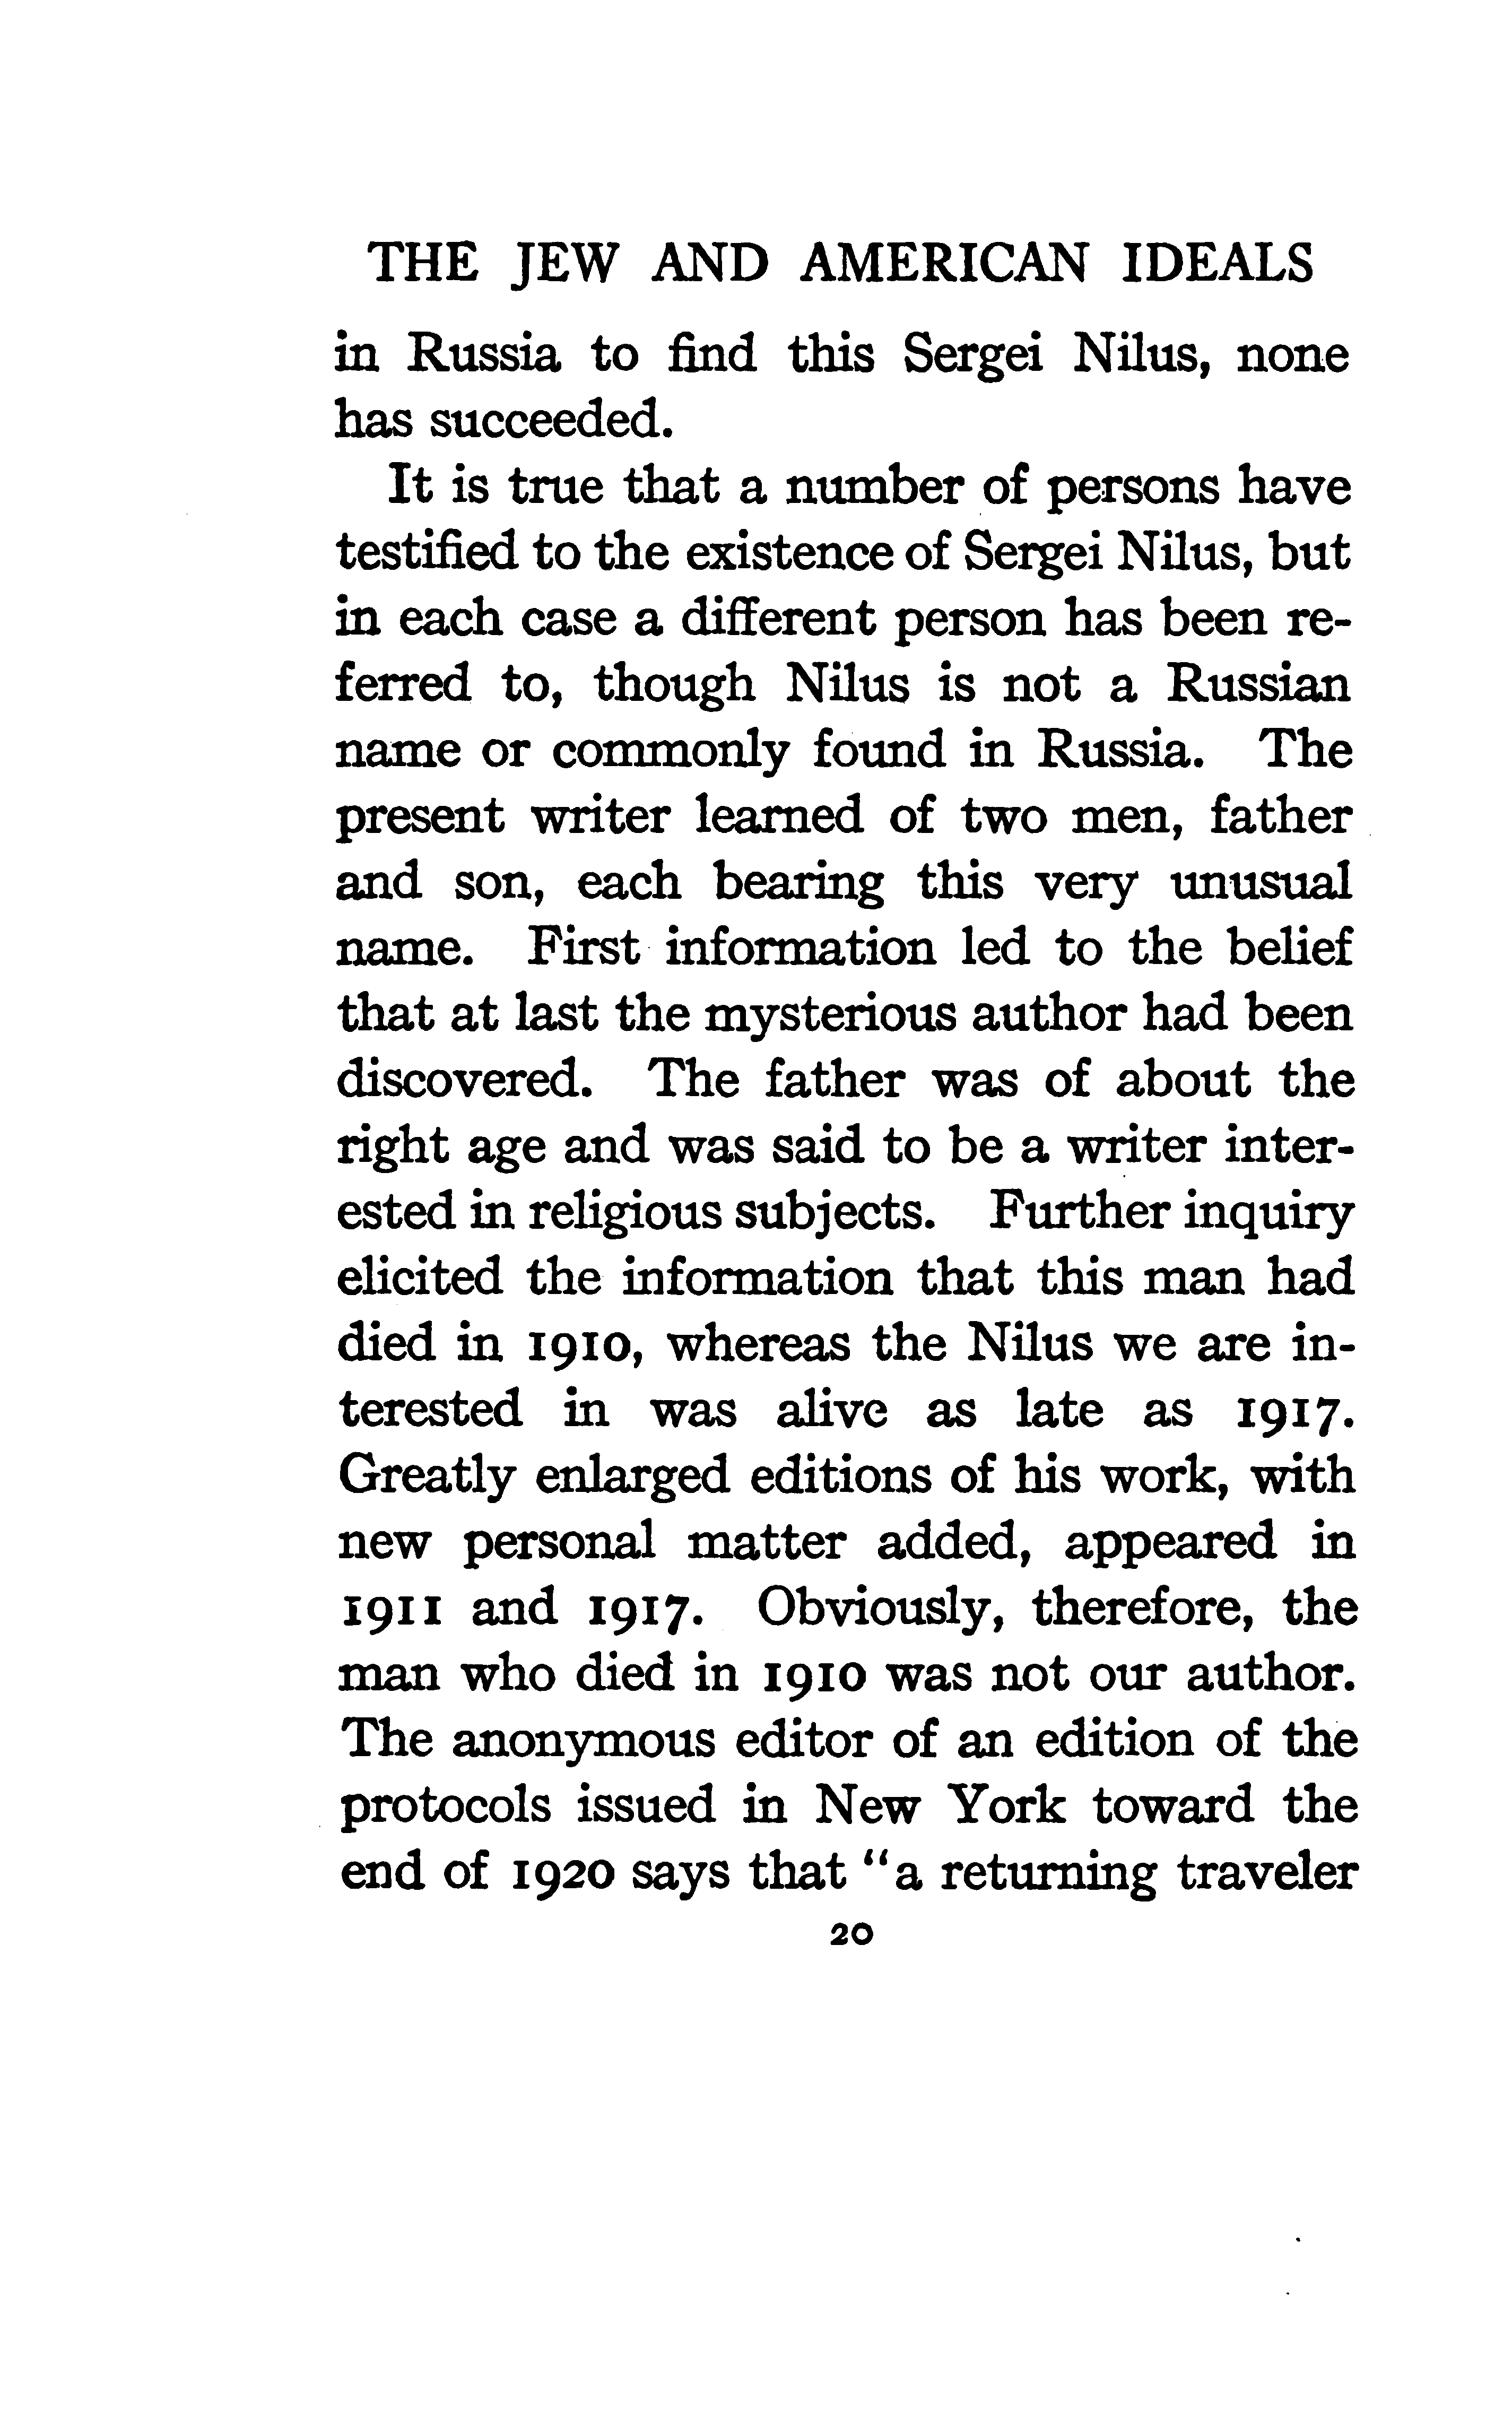 THE JEW AND AMERICAN IDEALS
in Russia to find this Sergei Nilus, none
has succeeded.
It is true that a number of persons have
testified to the existence of Sergei Nilus, but
in each case a different person has been re-
ferred to, though Nilus is not a Russian
name or commonly found in Russia. The
present writer learned of two men, father
and son, each bearing this very unusual
name. First information led to the belief
that at last the mysterious author had been
discovered. The father was of about the
right age and was said to be a writer inter-
ested in religious subjects. Further inquiry
elicited the information that this man had
died in 1910, whereas the Nilus we are in-
terested in was alive as late as 1917.
Greatly enlarged editions of his work, with
new personal matter added, appeared in
1911 and 1917. Obviously, therefore, the
man who died in 1910 was not our author.
The anonymous editor of an edition of the
protocols issued in New York toward the
end of 1920 says that "a returning traveler
20